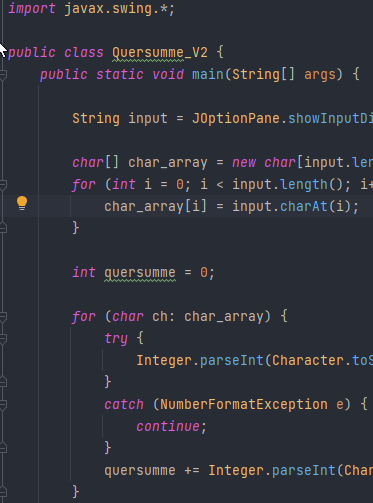 import javax.swing.*;
public class Quersumme_V2 {
public static void main(String[] args) {
String input = JOptionPane.showInputDi
char[] char_array = new char[input.len
for (int i = 0; i < input.length(); i+
char_array[i] = input.charAt(i);
}
int quersumme = 0;
for (char ch: char_array) {
try {
Integer.parseInt(Character.toS
}
catch (NumberFormatException e) {
continue;
}
quersumme += Integer.parseInt(Char
}